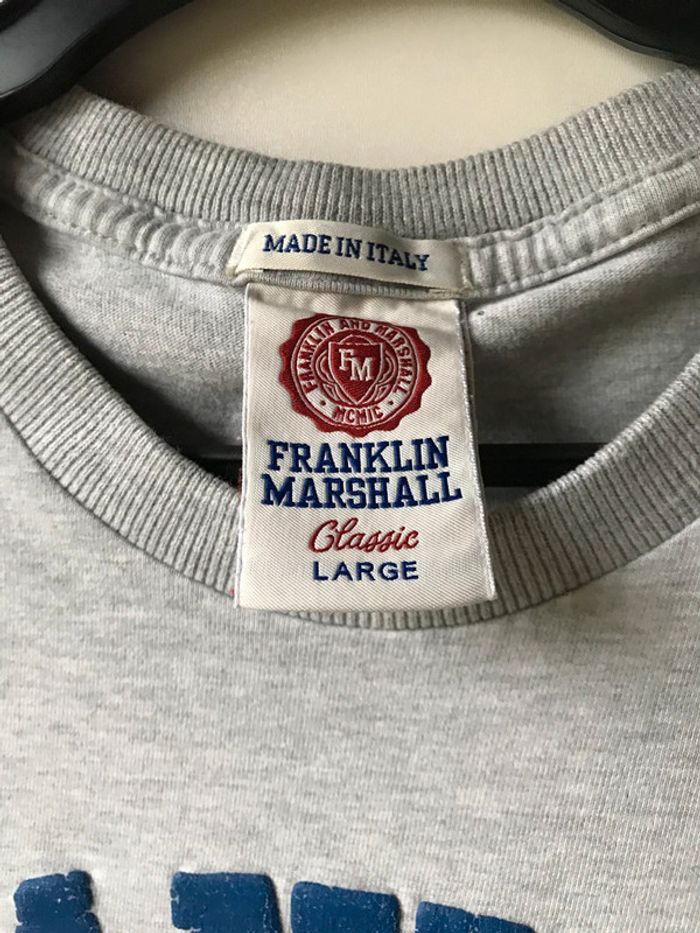 MADE IN ITALY
FRANKLIN AND MARSHALL
FM
MCMIC
FRANKLIN
MARSHALL
Classic
LARGE